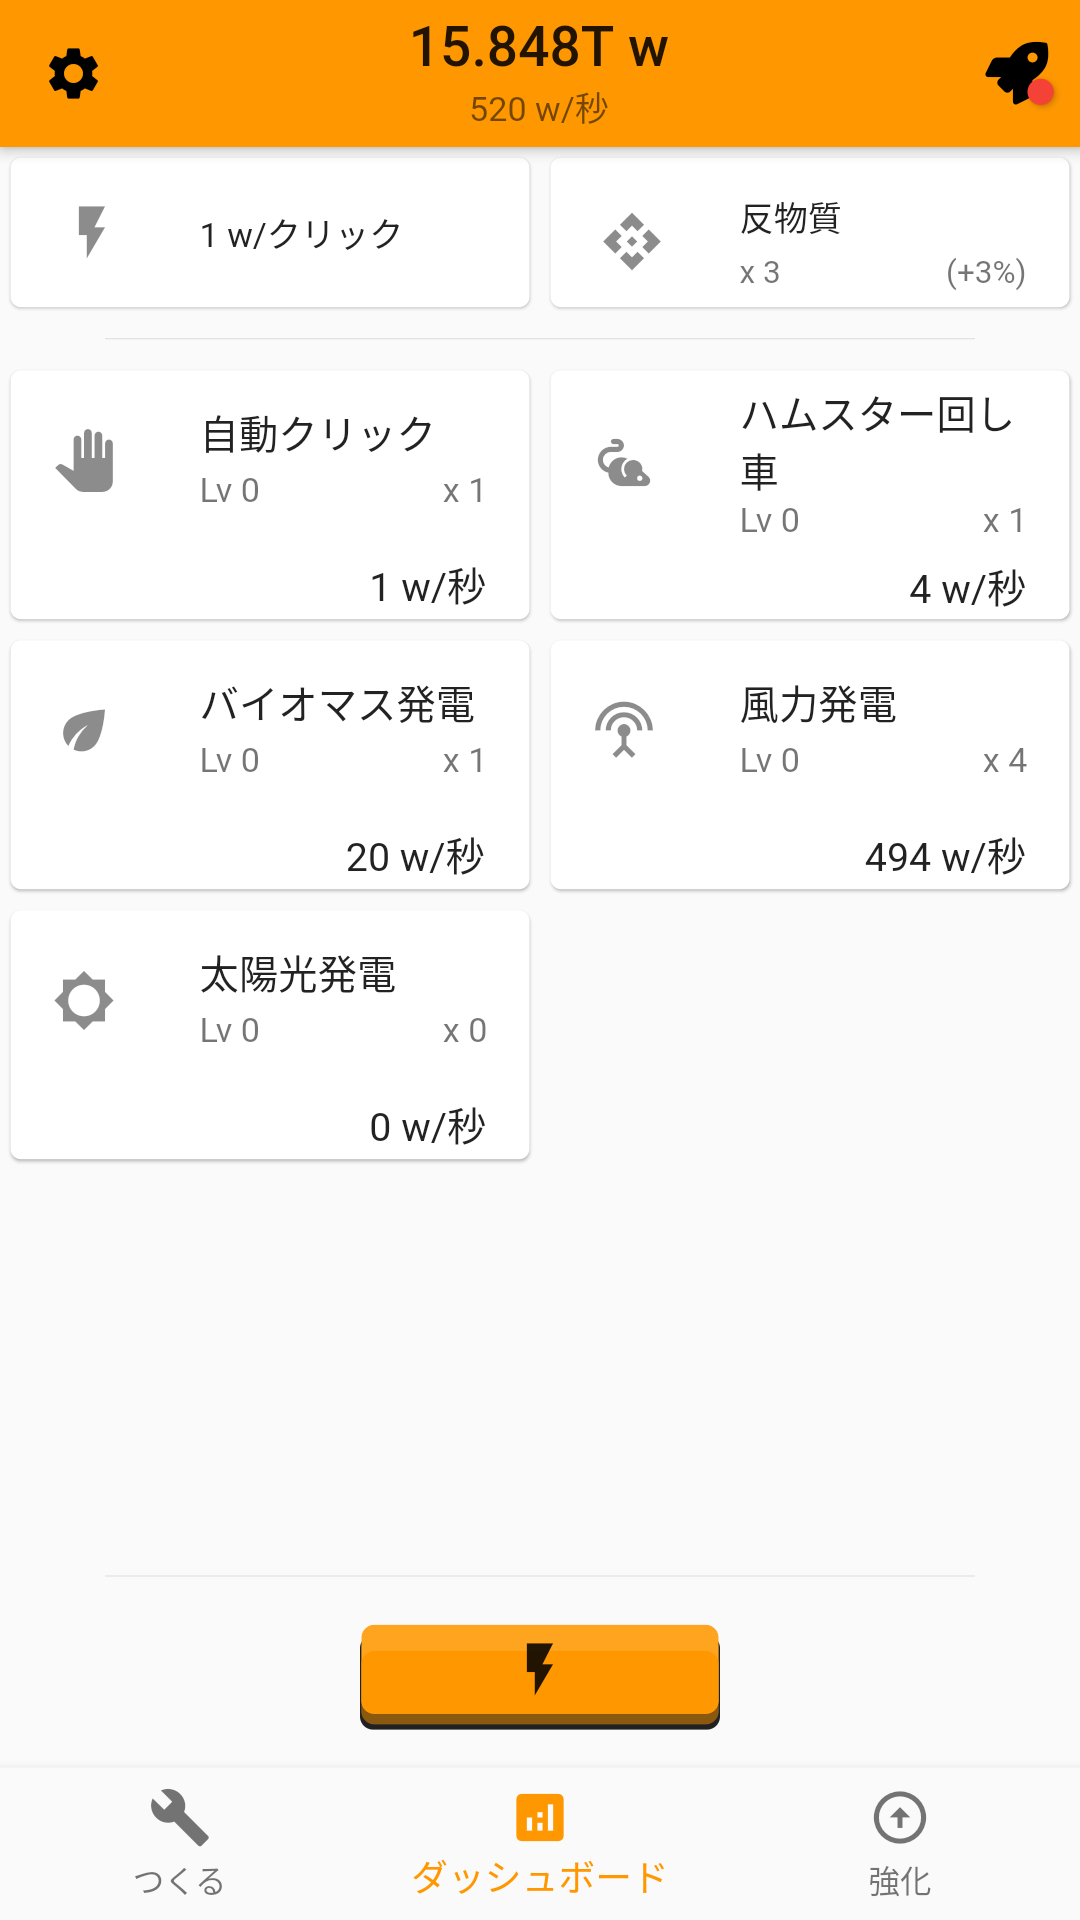 15.848T w
520 w/秒
1 w/クリック
反物質
x 3 (+3%)
自動クリック
Lv 0 x 1
1 w/秒
ハムスター回し
車
Lv 0 x 1
4 w/秒
バイオマス発電
Lv 0 x 1
20 w/秒
風力発電
Lv 0 x 4
494 w/秒
太陽光発電
Lv 0 x 0
0 w/秒
つくる
ダッシュボード
強化